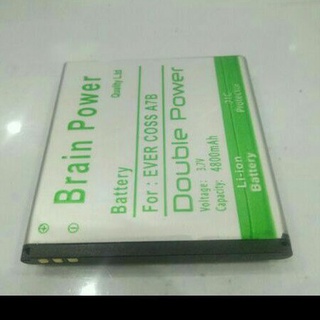 Brain Power
Quality Ltd
Battery
For : EVER COSS A7B
Double Power
Voltage: 3.7V
Capacity: 4800mAh
Li-ion
Battery